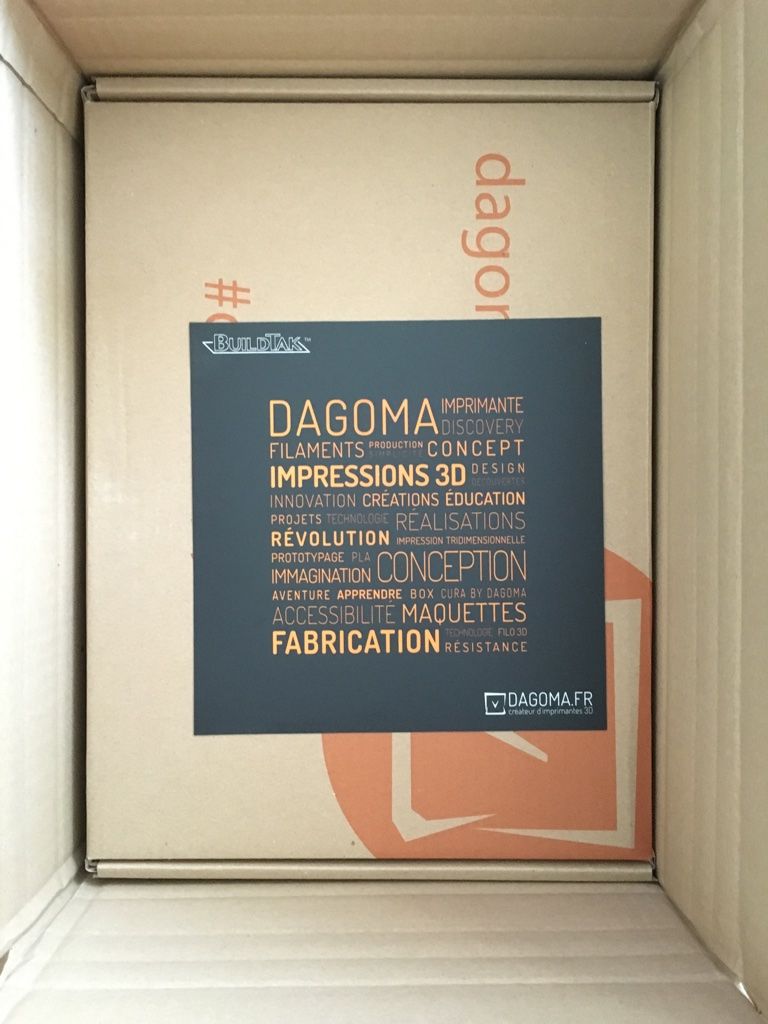 dagom
#
BUILDTAK™
DAGOMA IMPRIMANTE
DISCOVERY
FILAMENTS PRODUCTION CONCEPT
SIMPLICITÉ
IMPRESSIONS 3D DESIGN
DÉCOUVERTES
INNOVATION CRÉATIONS ÉDUCATION
PROJETS TECHNOLOGIE RÉALISATIONS
RÉVOLUTION IMPRESSION TRIDIMENSIONNELLE
PROTOTYPAGE PLA CONCEPTION
IMMAGINATION
AVENTURE APPRENDRE BOX CURA BY DAGOMA
ACCESSIBILITÉ MAQUETTES
FABRICATION TECHNOLOGIE FILO 3D
RÉSISTANCE
DAGOMA.FR
créateur d'imprimantes 3D